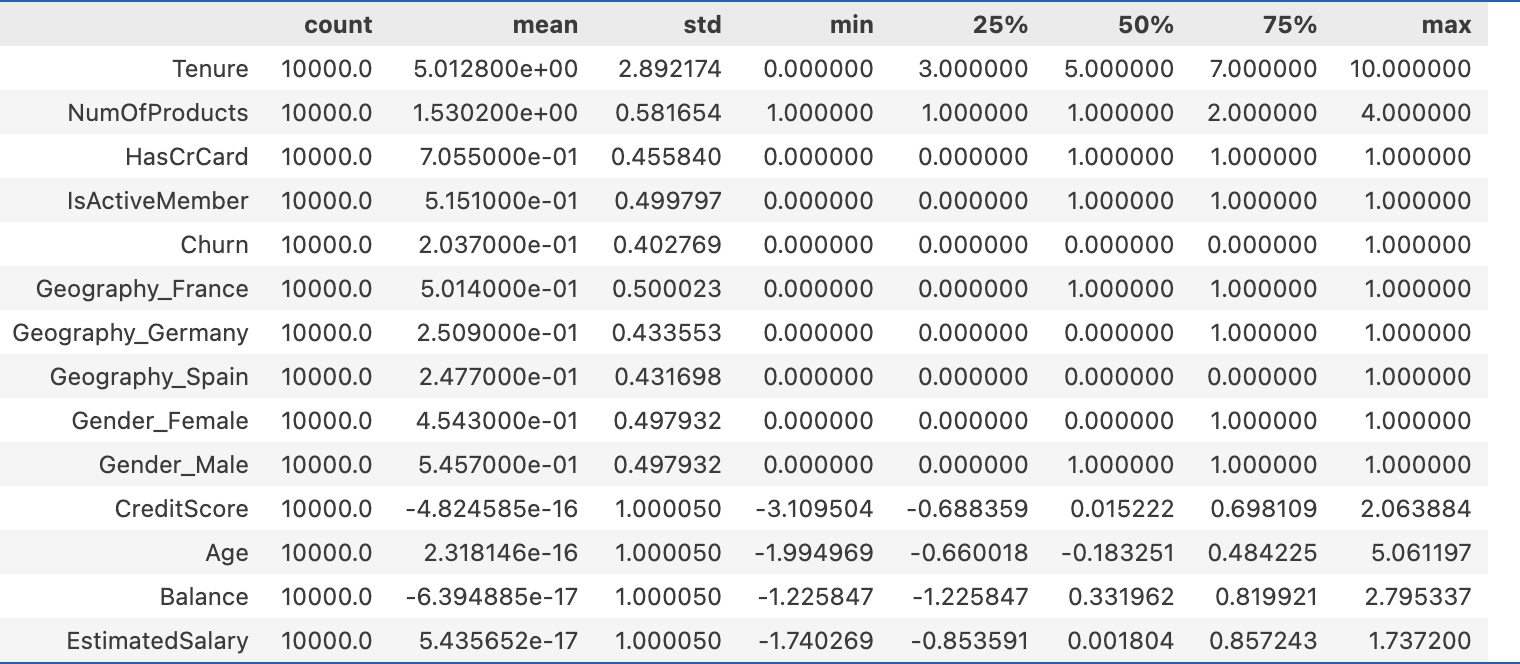 count mean std min 25% 50% 75% max
Tenure 10000.0 5.012800e+00 2.892174 0.000000 3.000000 5.000000 7.000000 10.000000
NumOfProducts 10000.0 1.530200e+00 0.581654 1.000000 1.000000 1.000000 2.000000 4.000000
HasCrCard 10000.0 7.055000e-01 0.455840 0.000000 0.000000 1.000000 1.000000 1.000000
IsActiveMember 10000.0 5.151000e-01 0.499797 0.000000 0.000000 1.000000 1.000000 1.000000
Churn 10000.0 2.037000e-01 0.402769 0.000000 0.000000 0.000000 0.000000 1.000000
Geography_France 10000.0 5.014000e-01 0.500023 0.000000 0.000000 1.000000 1.000000 1.000000
Geography_Germany 10000.0 2.509000e-01 0.433553 0.000000 0.000000 0.000000 1.000000 1.000000
Geography_Spain 10000.0 2.477000e-01 0.431698 0.000000 0.000000 0.000000 0.000000 1.000000
Gender_Female 10000.0 4.543000e-01 0.497932 0.000000 0.000000 0.000000 1.000000 1.000000
Gender_Male 10000.0 5.457000e-01 0.497932 0.000000 0.000000 1.000000 1.000000 1.000000
CreditScore 10000.0 -4.824585e-16 1.000050 -3.109504 -0.688359 0.015222 0.698109 2.063884
Age 10000.0 2.318146e-16 1.000050 -1.994969 -0.660018 -0.183251 0.484225 5.061197
Balance 10000.0 -6.394885e-17 1.000050 -1.225847 -1.225847 0.331962 0.819921 2.795337
EstimatedSalary 10000.0 5.435652e-17 1.000050 -1.740269 -0.853591 0.001804 0.857243 1.737200